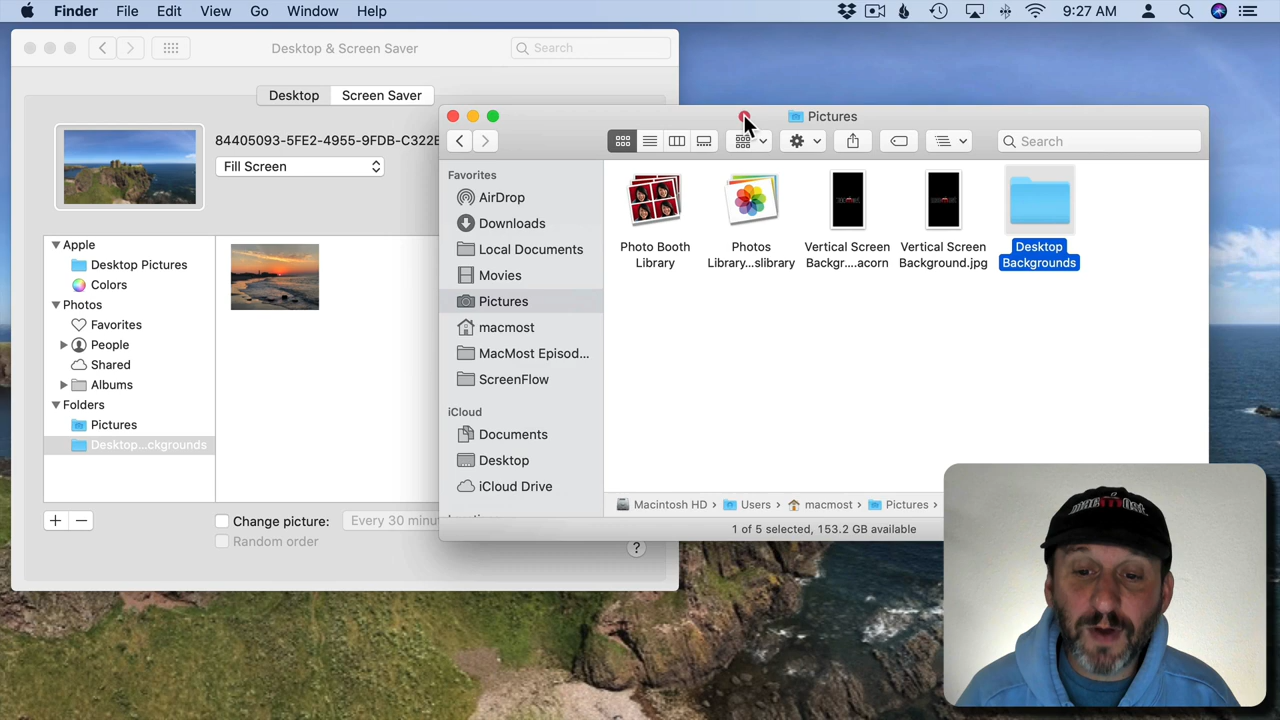 Finder File Edit View Go Window Help 9:27 AM
Desktop & Screen Saver
Search
Desktop Screen Saver
84405093-5FE2-4955-9FDB-C322E
Fill Screen
Apple
Desktop Pictures
Colors
Photos
Favorites
People
Shared
Albums
Folders
Pictures
Desktop...ckgrounds
+ −
Change picture: Every 30 minu
Random order
?
Pictures
Search
Favorites
AirDrop
Downloads
Local Documents
Movies
Pictures
macmost
MacMost Episod...
ScreenFlow
iCloud
Documents
Desktop
iCloud Drive
Photo Booth
Library
Photos
Library...slibrary
Vertical Screen
Backgr....acorn
Vertical Screen
Background.jpg
Desktop
Backgrounds
Macintosh HD › Users › macmost › Pictures ›
1 of 5 selected, 153.2 GB available